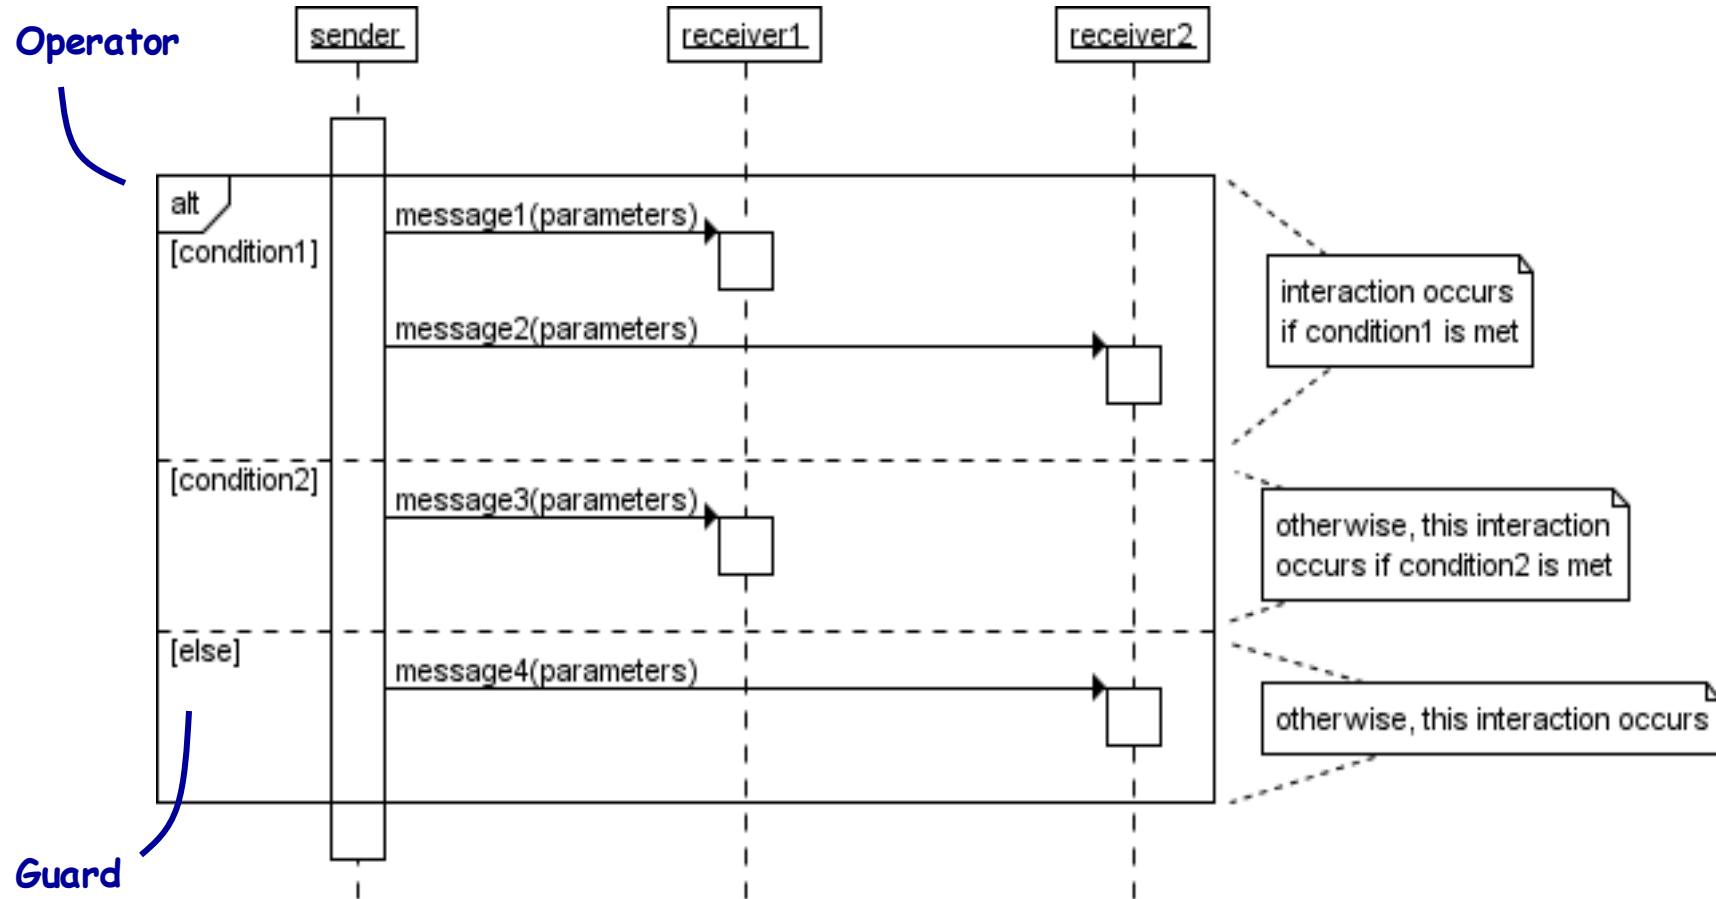 Operator
sender
receiver1
receiver2
alt
message1(parameters)
[condition1]
interaction occurs
if condition1 is met
message2(parameters)
[condition2]
message3(parameters)
otherwise, this interaction
occurs if condition2 is met
[else]
message4(parameters)
otherwise, this interaction occurs
Guard